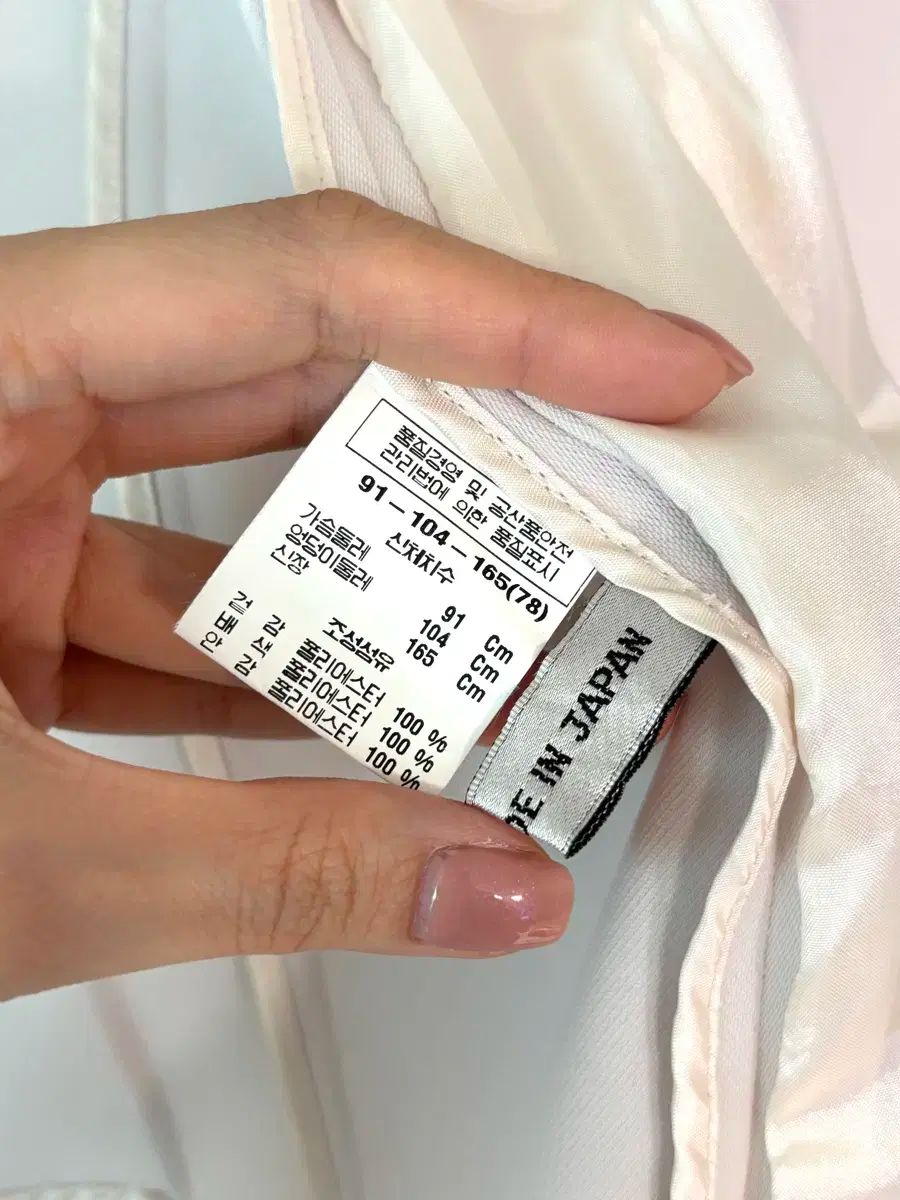 품질경영 및 공산품안전
관리법에 의한 품질표시
91-104-165(78)
신체치수
가슴둘레 91 Cm
엉덩이둘레 104 Cm
신장 165 Cm
조성섬유
겉 감 폴리에스터 100 %
배 색 폴리에스터 100 %
안 감 폴리에스터 100 %
DE IN JAPAN